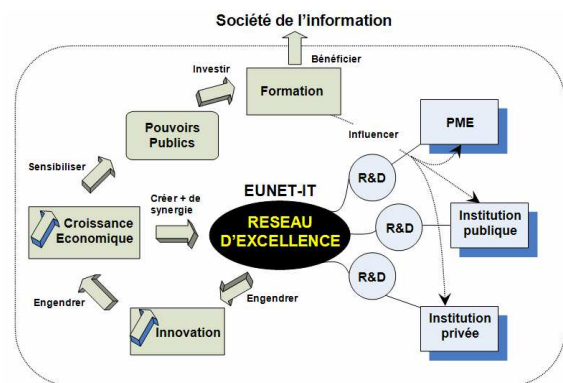 Société de l'information
Bénéficier
Investir
Formation
Pouvoirs
Publics
Influencer
PME
Sensibiliser
R&D
Créer + de
synergie
EUNET-IT
RESEAU
D'EXCELLENCE
Croissance
Economique
R&D
Institution
publique
R&D
Engendrer
Engendrer
Innovation
Institution
privée